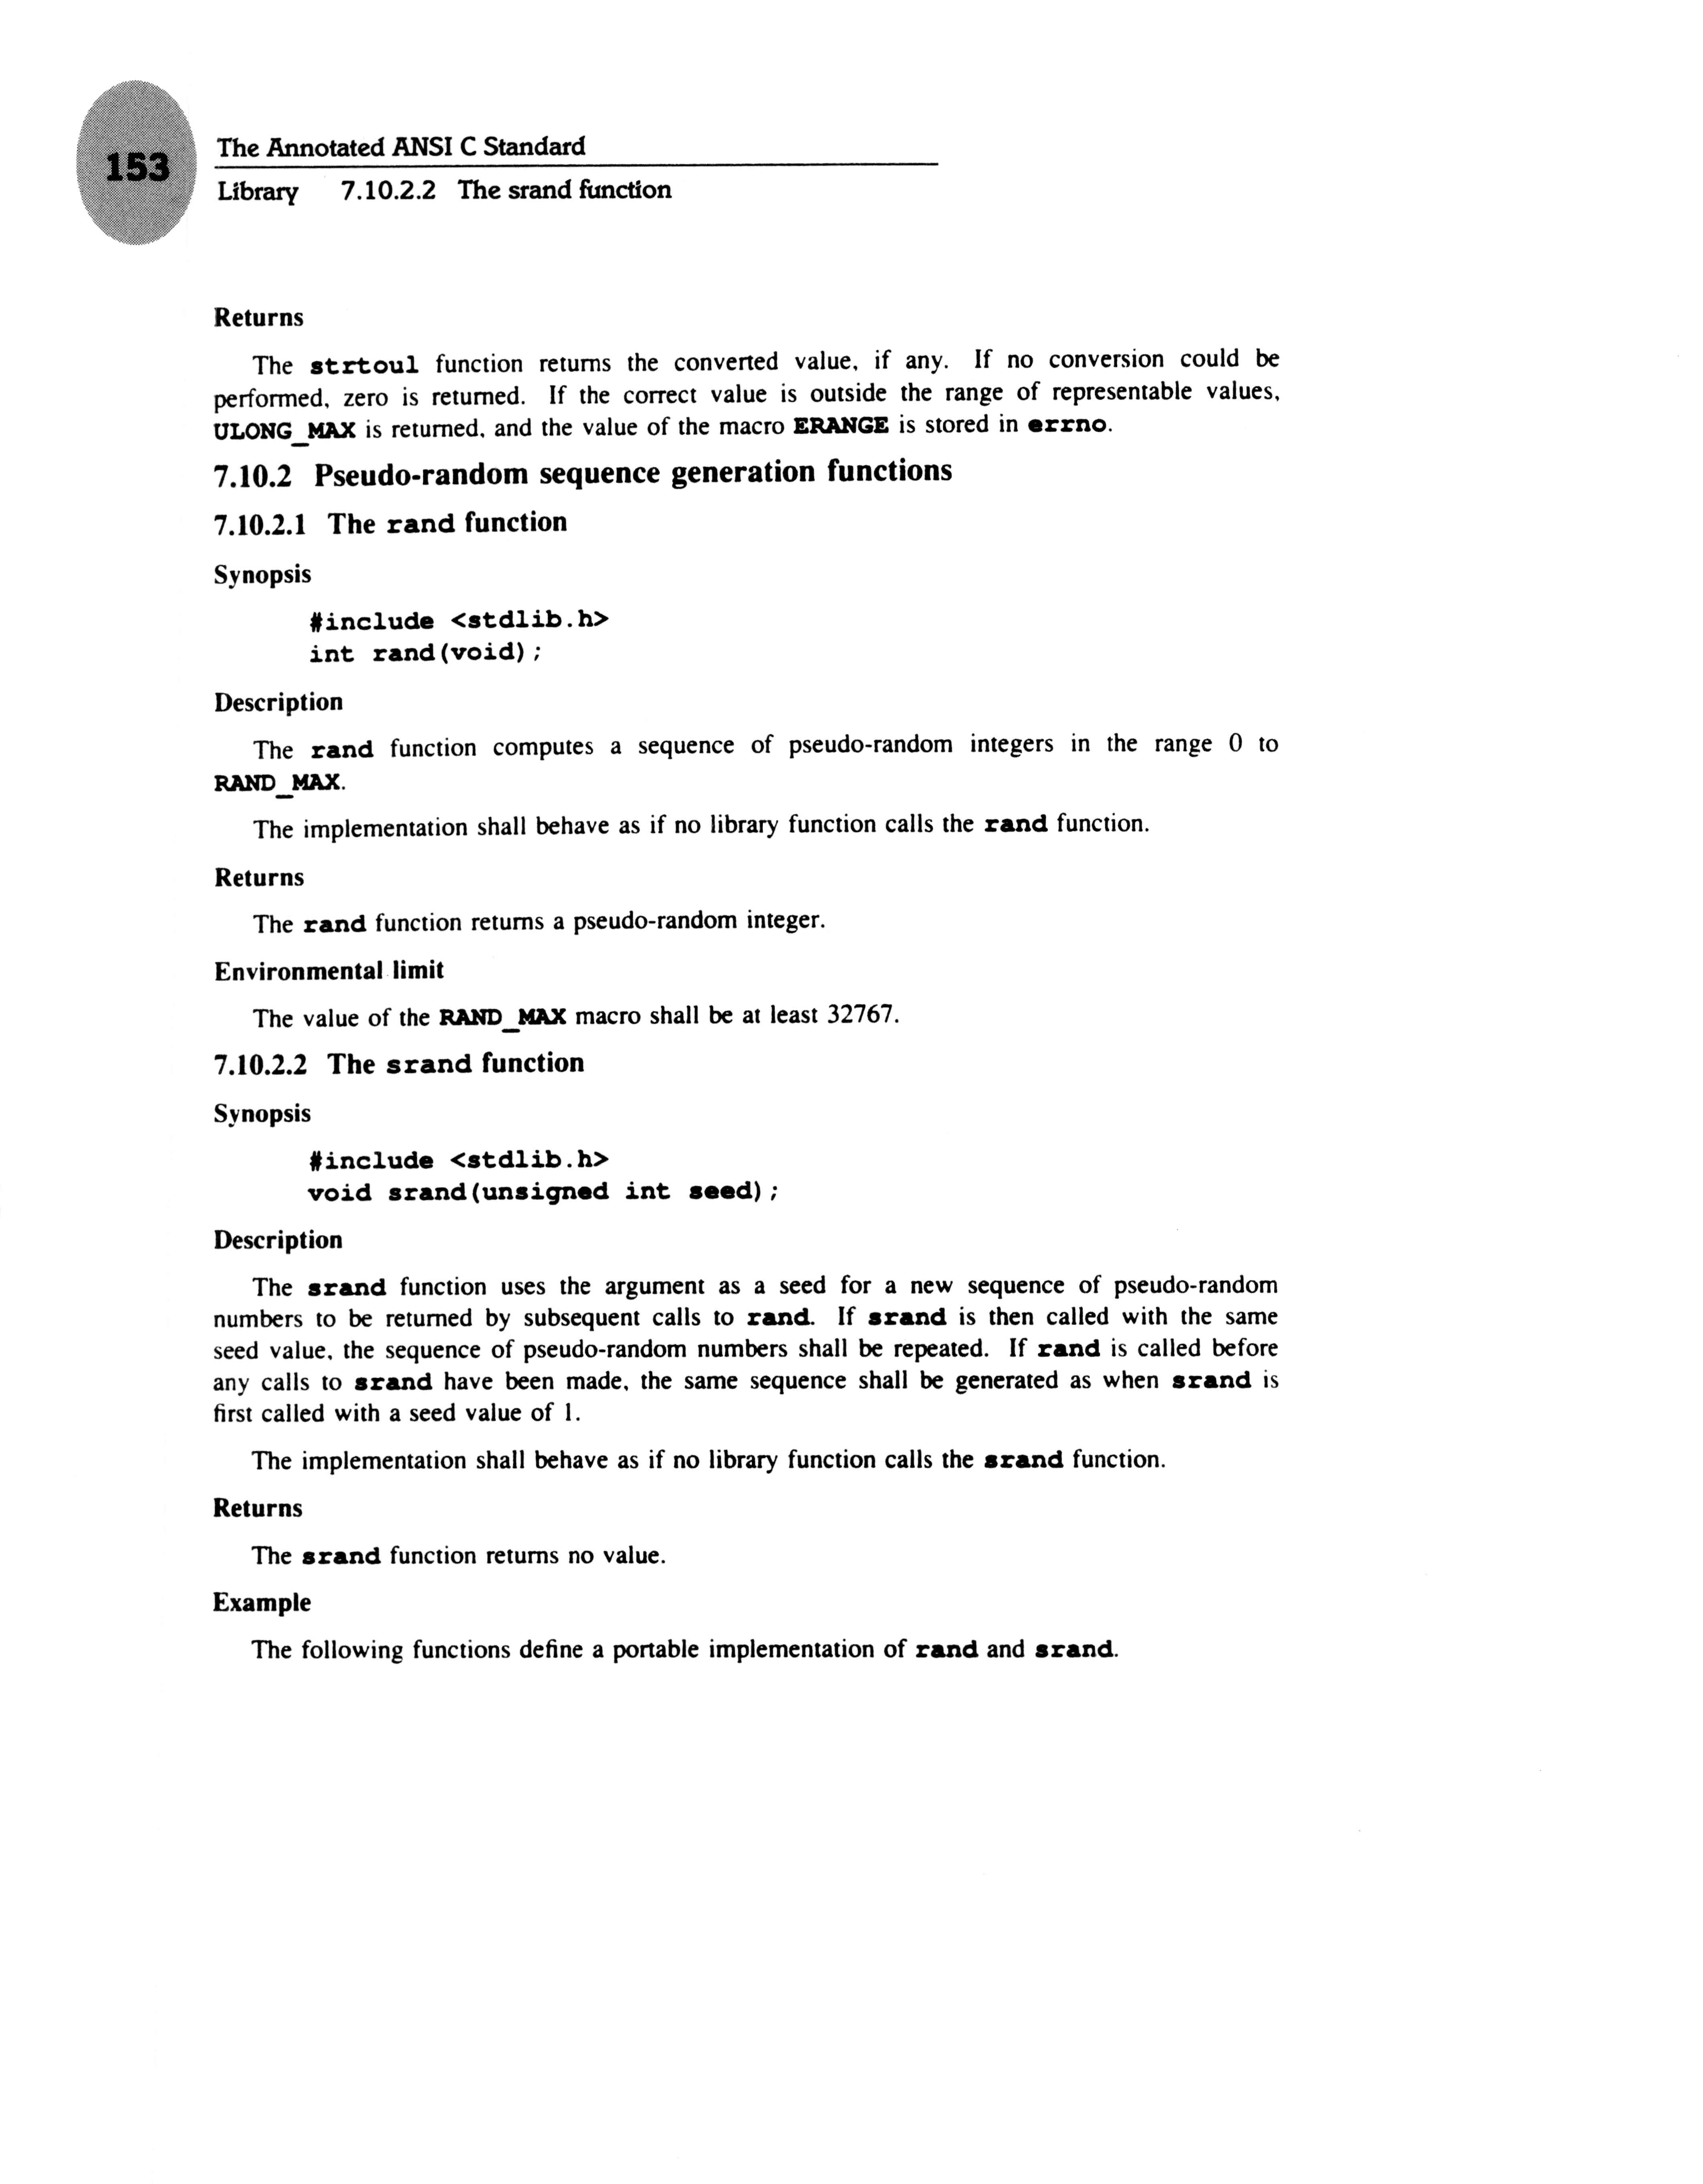 153
The Annotated ANSI C Standard
Library 7.10.2.2 The srand function
Returns
The strtoul function returns the converted value, if any. If no conversion could be
performed, zero is returned. If the correct value is outside the range of representable values,
ULONG_MAX is returned, and the value of the macro ERANGE is stored in errno.
7.10.2 Pseudo-random sequence generation functions
7.10.2.1 The rand function
Synopsis
#include <stdlib.h>
int rand(void);
Description
The rand function computes a sequence of pseudo-random integers in the range 0 to
RAND_MAX.
The implementation shall behave as if no library function calls the rand function.
Returns
The rand function returns a pseudo-random integer.
Environmental limit
The value of the RAND_MAX macro shall be at least 32767.
7.10.2.2 The srand function
Synopsis
#include <stdlib.h>
void srand(unsigned int seed);
Description
The srand function uses the argument as a seed for a new sequence of pseudo-random
numbers to be returned by subsequent calls to rand. If srand is then called with the same
seed value, the sequence of pseudo-random numbers shall be repeated. If rand is called before
any calls to srand have been made, the same sequence shall be generated as when srand is
first called with a seed value of 1.
The implementation shall behave as if no library function calls the srand function.
Returns
The srand function returns no value.
Example
The following functions define a portable implementation of rand and srand.